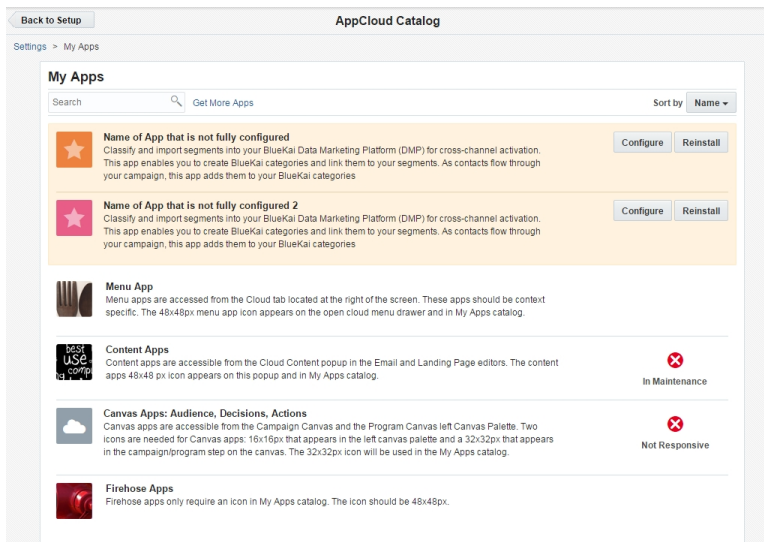 Back to Setup
AppCloud Catalog
Settings > My Apps
My Apps
Search
Get More Apps
Sort by
Name
Name of App that is not fully configured
Classify and import segments into your BlueKai Data Marketing Platform (DMP) for cross-channel activation.
This app enables you to create BlueKai categories and link them to your segments. As contacts flow through
your campaign, this app adds them to your BlueKai categories
Configure
Reinstall
Name of App that is not fully configured 2
Classify and import segments into your BlueKai Data Marketing Platform (DMP) for cross-channel activation.
This app enables you to create BlueKai categories and link them to your segments. As contacts flow through
your campaign, this app adds them to your BlueKai categories
Configure
Reinstall
Menu App
Menu apps are accessed from the Cloud tab located at the right of the screen. These apps should be context
specific. The 48x48px menu app icon appears on the open cloud menu drawer and in My Apps catalog.
best
use
compl
Content Apps
Content apps are accessible from the Cloud Content popup in the Email and Landing Page editors. The content
apps 48x48 px icon appears on this popup and in My Apps catalog.
In Maintenance
Canvas Apps: Audience, Decisions, Actions
Canvas apps are accessible from the Campaign Canvas and the Program Canvas left Canvas Palette. Two
icons are needed for Canvas apps: 16x16px that appears in the left canvas palette and a 32x32px that appears
in the campaign/program step on the canvas. The 32x32px icon will be used in the My Apps catalog.
Not Responsive
Firehose Apps
Firehose apps only require an icon in My Apps catalog. The icon should be 48x48px.